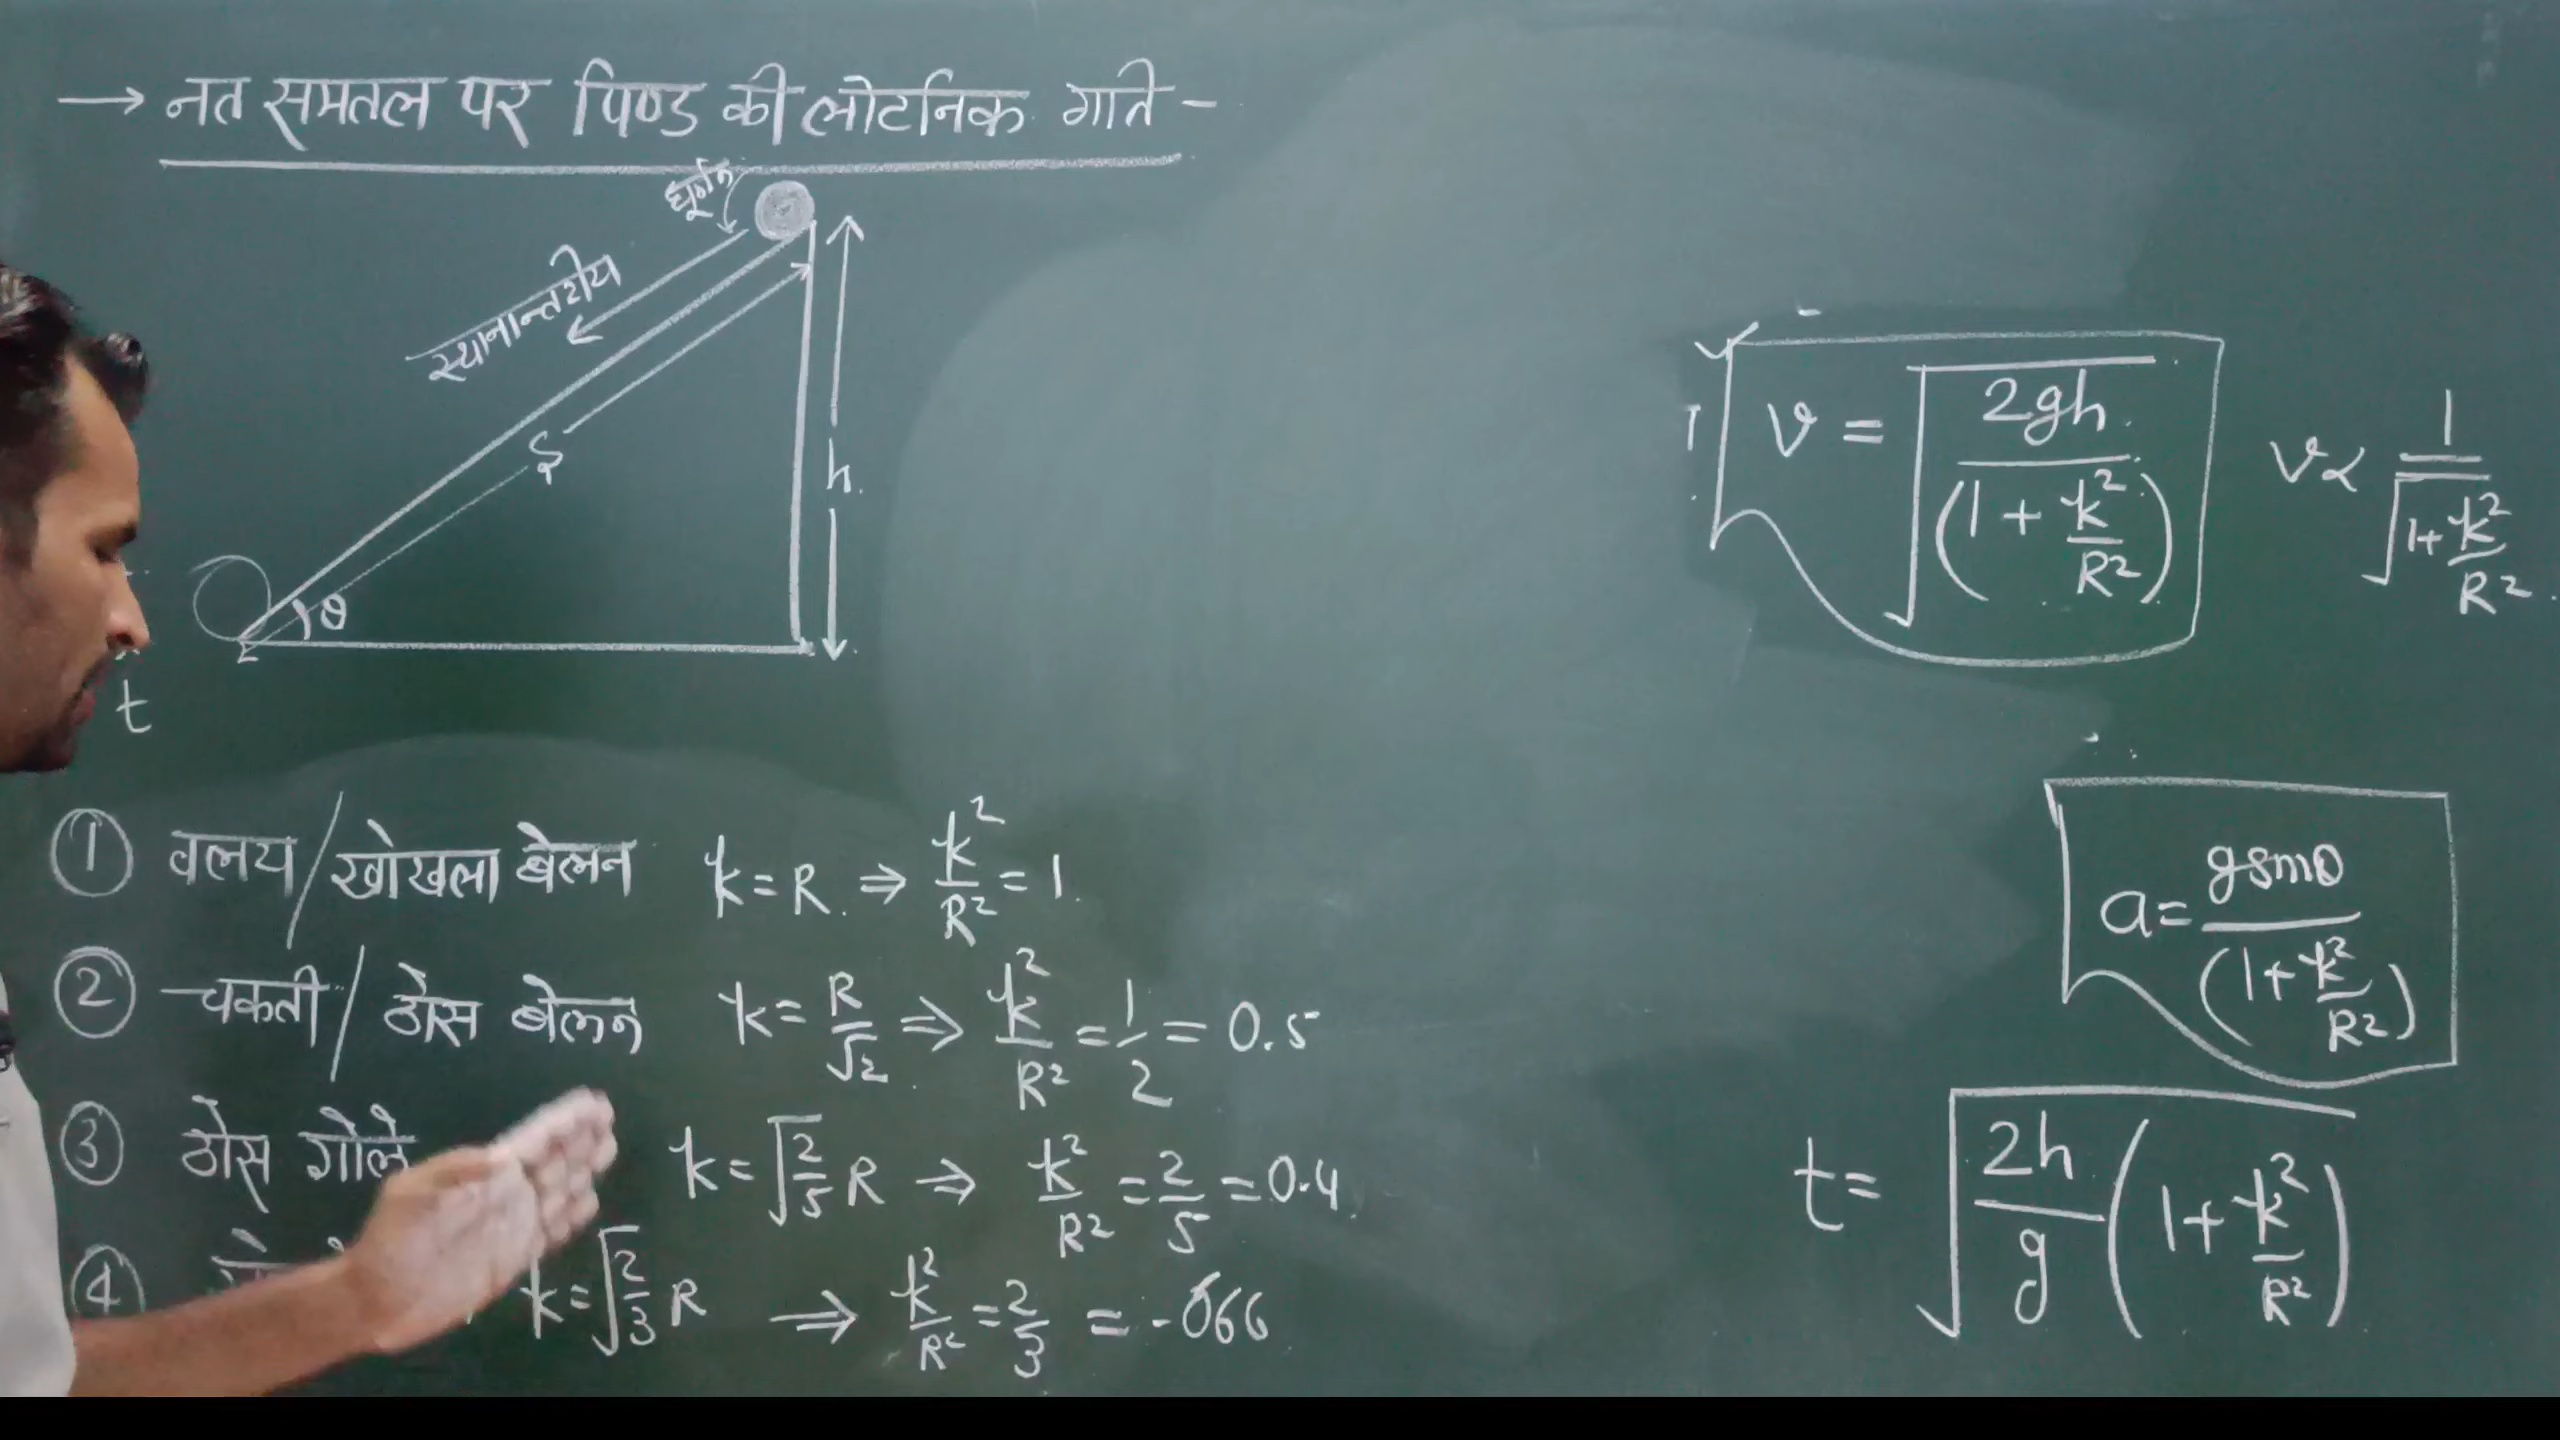 → नत समतल पर पिण्ड की लोटनिक गति -
घूर्णन
स्थानान्तरीय
S
h
θ
t
v = √(2gh / (1 + k²/R²))
v ∝ 1 / √(1 + k²/R²)
① वलय / खोखला बेलन k = R ⇒ k²/R² = 1
② चकती / ठोस बेलन k = R/√2 ⇒ k²/R² = 1/2 = 0.5
③ ठोस गोले k = √(2/5) R ⇒ k²/R² = 2/5 = 0.4
④ k = √(2/3) R ⇒ k²/R² = 2/3 = .066
a = g sinθ / (1 + k²/R²)
t = √(2h/g (1 + k²/R²))